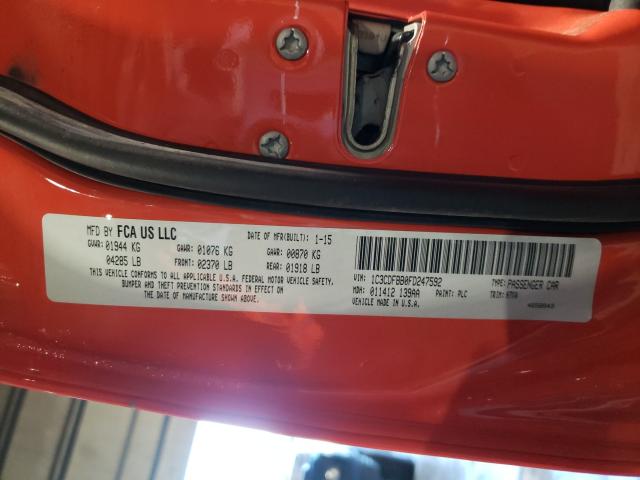 MFD BY FCA US LLC DATE OF MFR(BUILT): 1-15
GVWR:01944 KG GAWR:01076 KG GAWR:00870 KG
04285 LB FRONT:02370 LB REAR:01918 LB
THIS VEHICLE CONFORMS TO ALL APPLICABLE U.S.A. FEDERAL MOTOR VEHICLE SAFETY,
BUMPER AND THEFT PREVENTION STANDARDS IN EFFECT ON
THE DATE OF MANUFACTURE SHOWN ABOVE.
VIN: 1C3CDFBB0FD247592 TYPE: PASSENGER CAR
MDH: 011412 139AA PAINT: PLC TRIM:
VEHICLE MADE IN U.S.A.